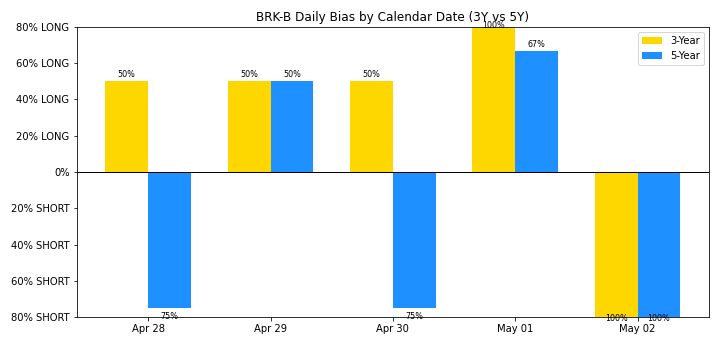 BRK-B Daily Bias by Calendar Date (3Y vs 5Y)
80% LONG
60% LONG
40% LONG
20% LONG
0%
20% SHORT
40% SHORT
60% SHORT
80% SHORT
50%
75%
50%
50%
50%
75%
100%
67%
100%
100%
3-Year
5-Year
Apr 28
Apr 29
Apr 30
May 01
May 02